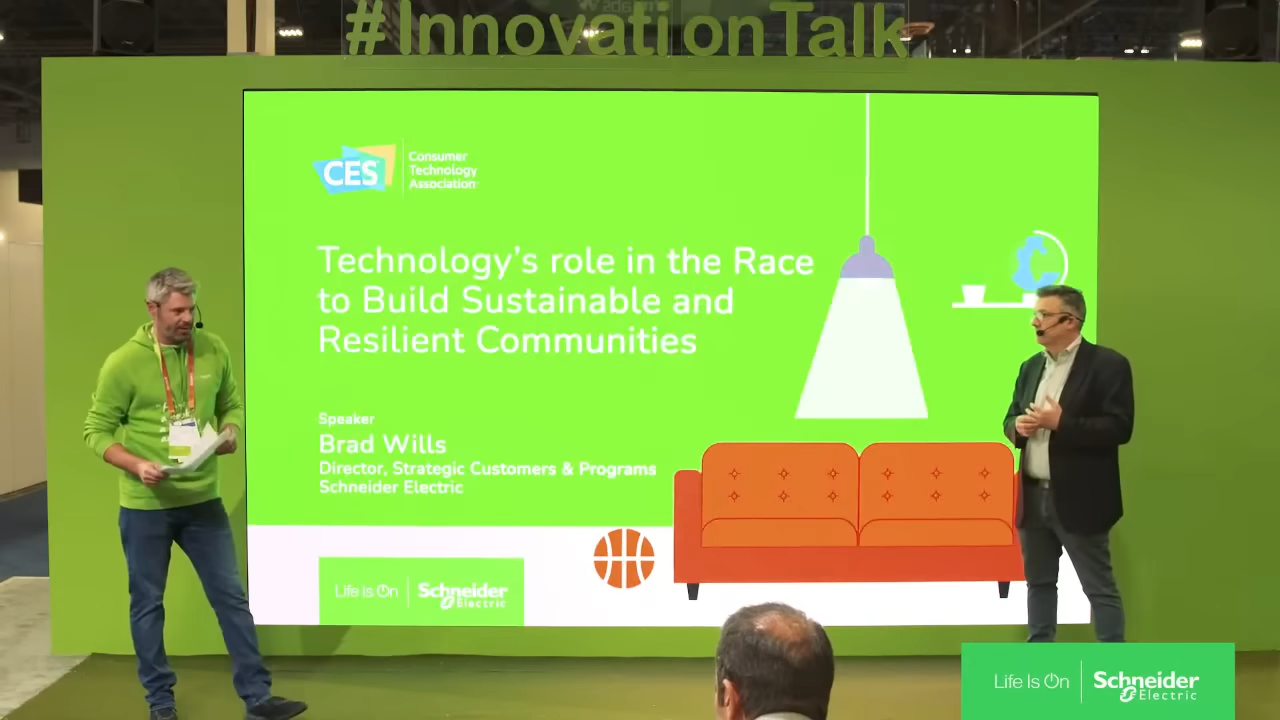 #InnovationTalk
CES
Consumer
Technology
Association
Technology's role in the Race
to Build Sustainable and
Resilient Communities
Speaker
Brad Wills
Director, Strategic Customers & Programs
Schneider Electric
Life Is On
Schneider
Electric
Life Is On
Schneider
Electric